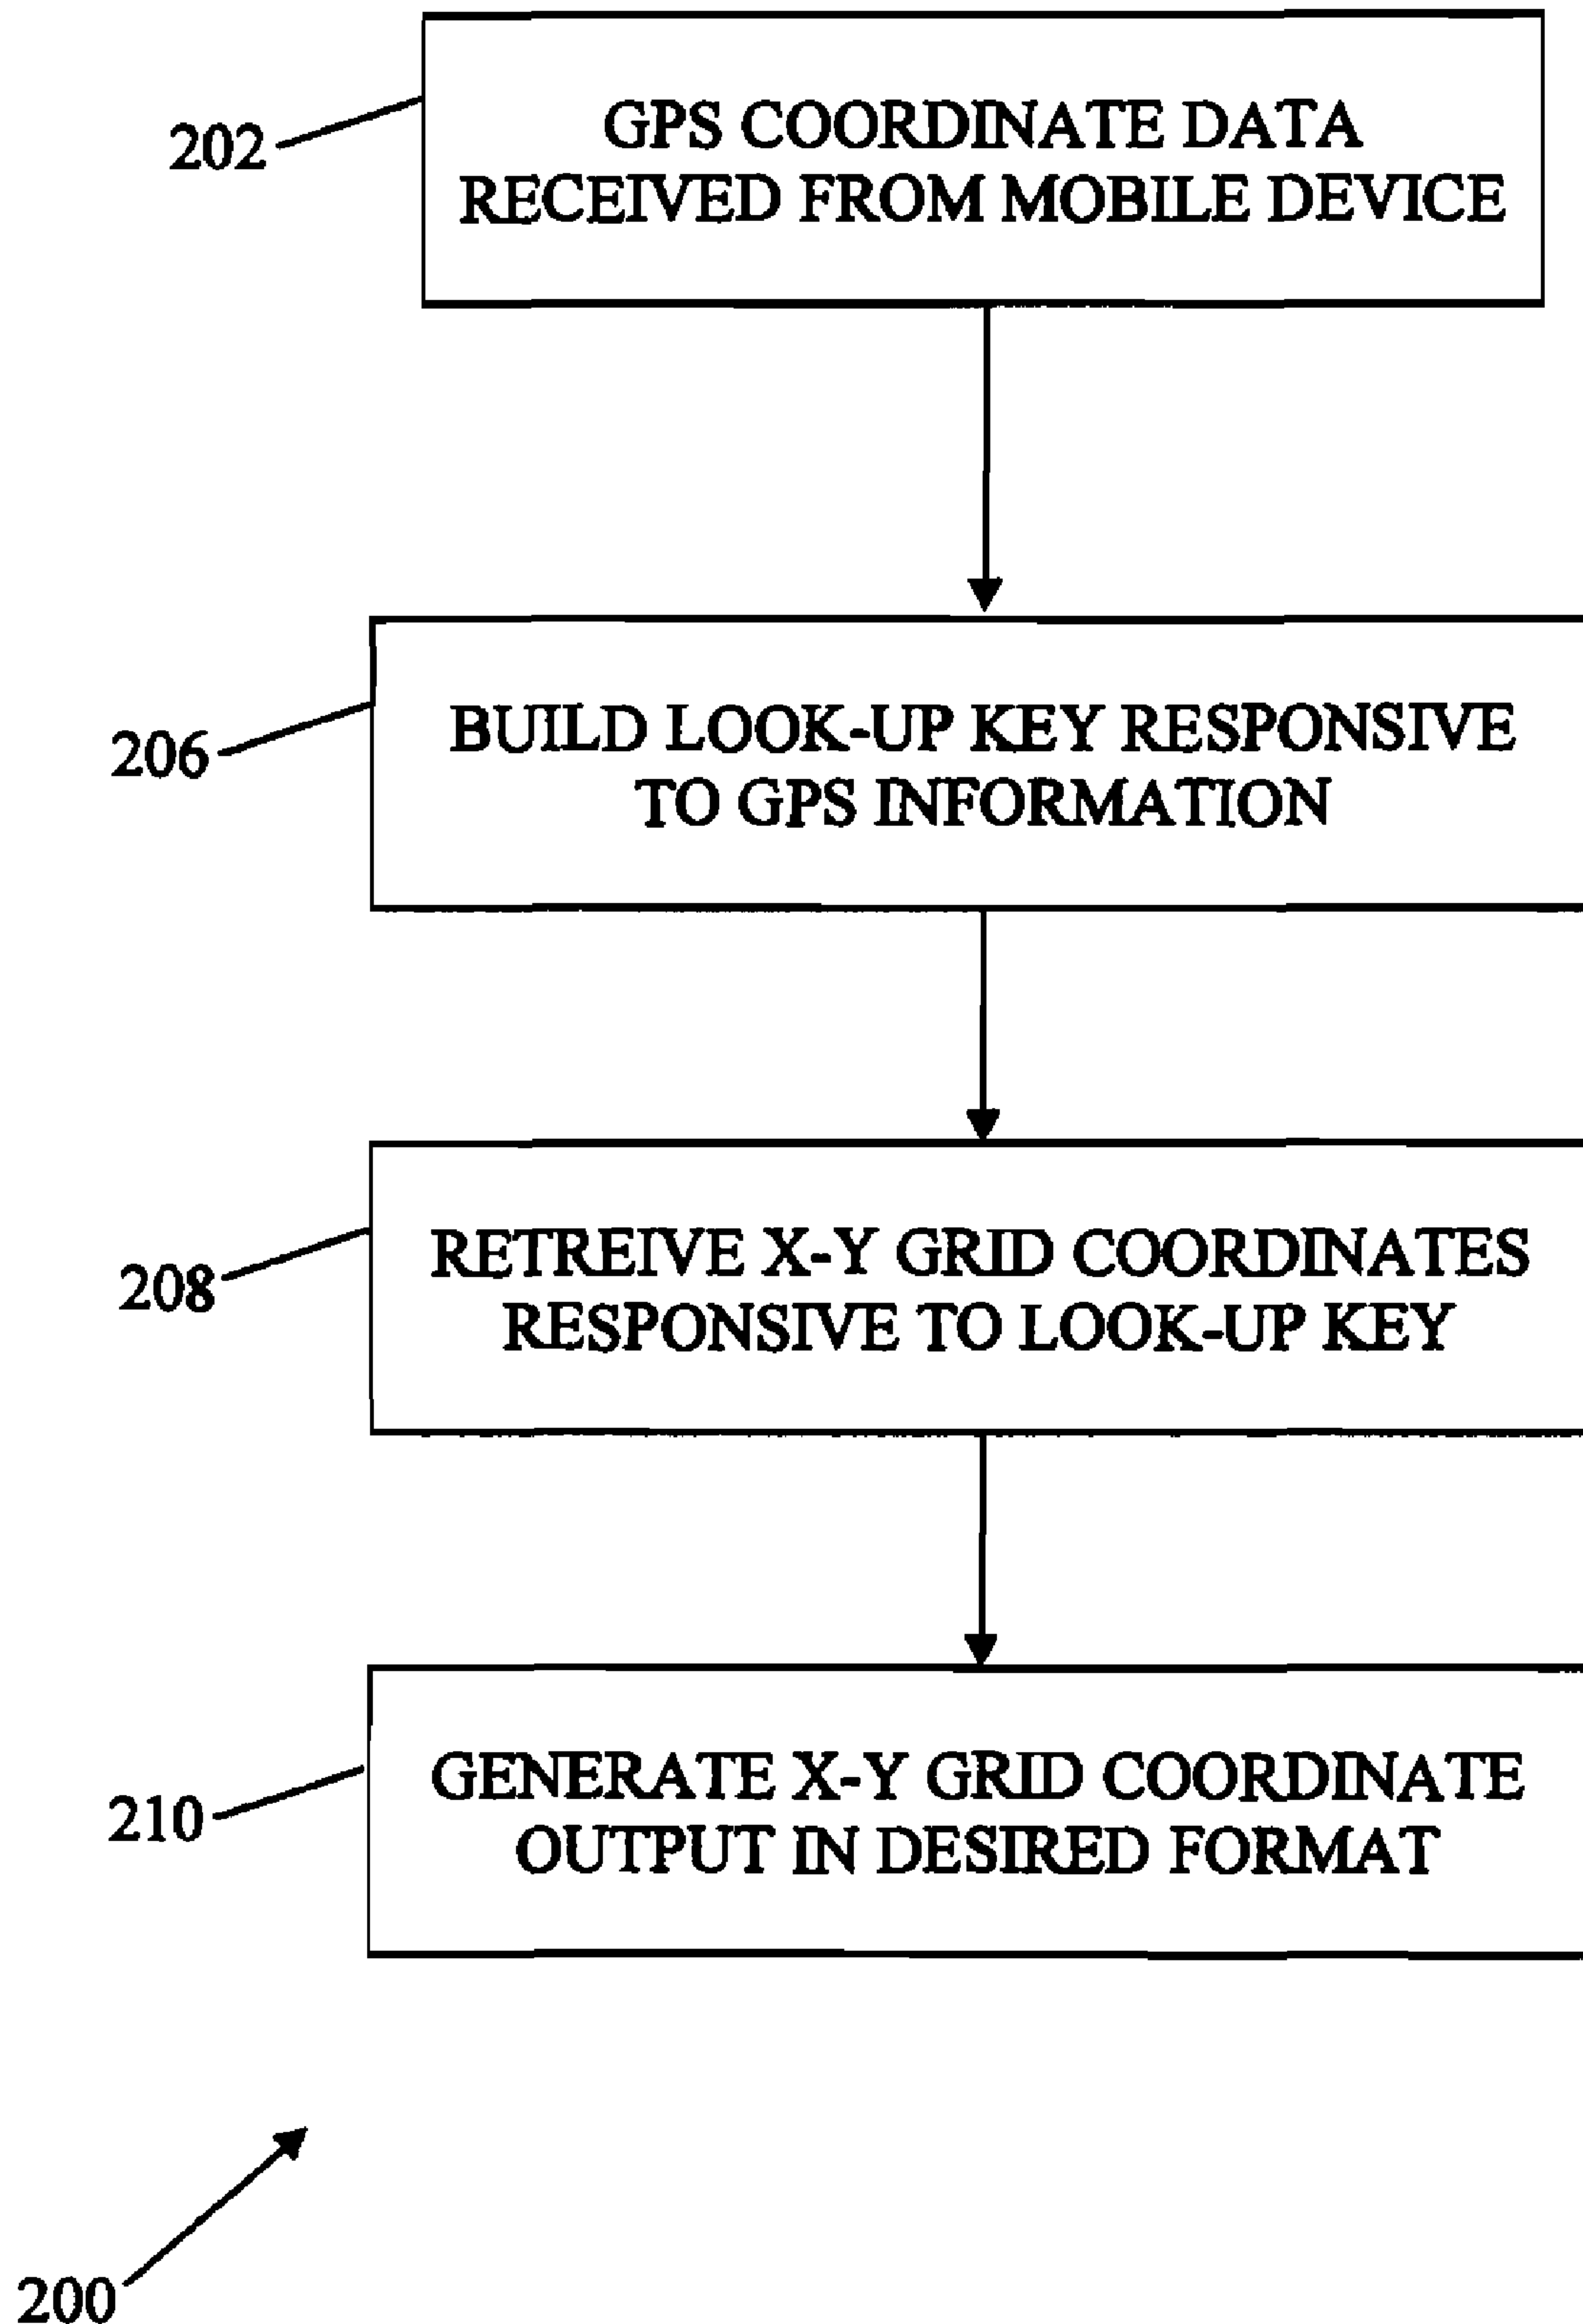 202
GPS COORDINATE DATA
RECEIVED FROM MOBILE DEVICE
206
BUILD LOOK-UP KEY RESPONSIVE
TO GPS INFORMATION
208
RETREIVE X-Y GRID COORDINATES
RESPONSIVE TO LOOK-UP KEY
210
GENERATE X-Y GRID COORDINATE
OUTPUT IN DESIRED FORMAT
200